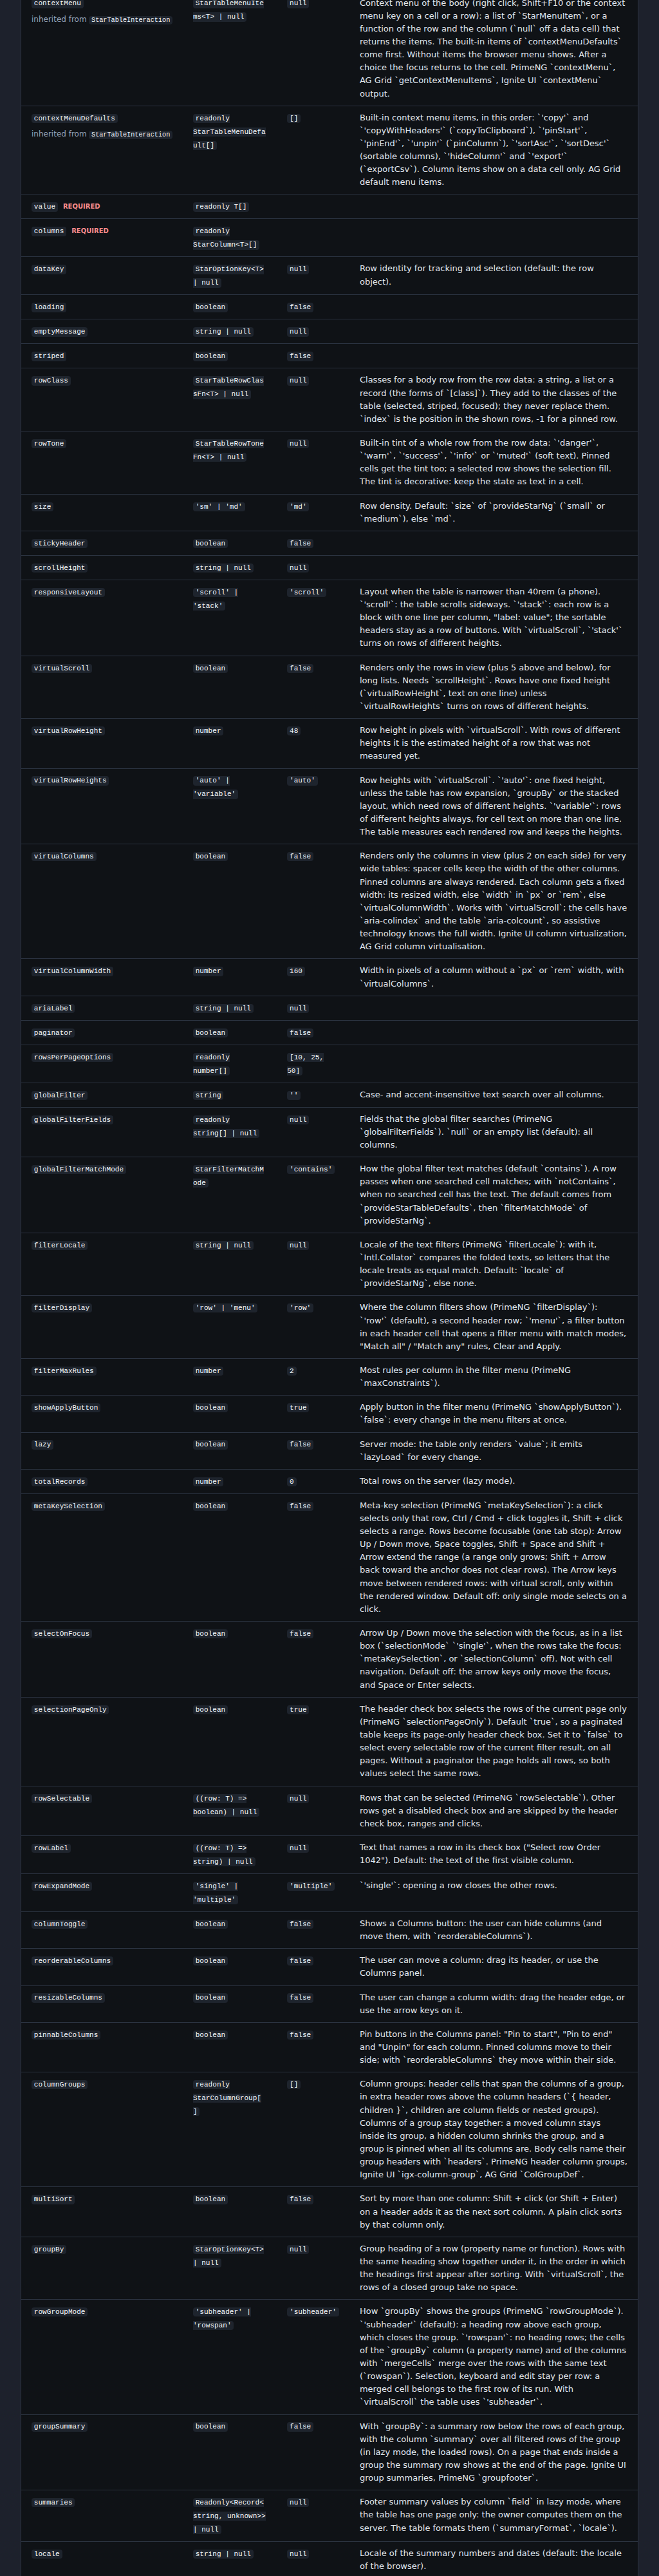 contextMenu StarTableMenuIte null Context menu of the body (right click, Shift+F10 or the context
inherited from StarTableInteraction ms<T> | null menu key on a cell or a row): a list of `StarMenuItem`, or a
function of the row and the column (`null` off a data cell) that
returns the items. The built-in items of `contextMenuDefaults`
come first. Without items the browser menu shows. After a
choice the focus returns to the cell. PrimeNG `contextMenu`,
AG Grid `getContextMenuItems`, Ignite UI `contextMenu`
output.
contextMenuDefaults readonly [] Built-in context menu items, in this order: `'copy'` and
inherited from StarTableInteraction StarTableMenuDefa `'copyWithHeaders'` (`copyToClipboard`), `'pinStart'`,
ult[] `'pinEnd'`, `'unpin'` (`pinColumn`), `'sortAsc'`, `'sortDesc'`
(sortable columns), `'hideColumn'` and `'export'`
(`exportCsv`). Column items show on a data cell only. AG Grid
default menu items.
value REQUIRED readonly T[]
columns REQUIRED readonly
StarColumn<T>[]
dataKey StarOptionKey<T> null Row identity for tracking and selection (default: the row
| null object).
loading boolean false
emptyMessage string | null null
striped boolean false
rowClass StarTableRowClas null Classes for a body row from the row data: a string, a list or a
sFn<T> | null record (the forms of `[class]`). They add to the classes of the
table (selected, striped, focused); they never replace them.
`index` is the position in the shown rows, -1 for a pinned row.
rowTone StarTableRowTone null Built-in tint of a whole row from the row data: `'danger'`,
Fn<T> | null `'warn'`, `'success'`, `'info'` or `'muted'` (soft text). Pinned
cells get the tint too; a selected row shows the selection fill.
The tint is decorative: keep the state as text in a cell.
size 'sm' | 'md' 'md' Row density. Default: `size` of `provideStarNg` (`small` or
`medium`), else `md`.
stickyHeader boolean false
scrollHeight string | null null
responsiveLayout 'scroll' | 'scroll' Layout when the table is narrower than 40rem (a phone).
'stack' `'scroll'`: the table scrolls sideways. `'stack'`: each row is a
block with one line per column, "label: value"; the sortable
headers stay as a row of buttons. With `virtualScroll`, `'stack'`
turns on rows of different heights.
virtualScroll boolean false Renders only the rows in view (plus 5 above and below), for
long lists. Needs `scrollHeight`. Rows have one fixed height
(`virtualRowHeight`, text on one line) unless
`virtualRowHeights` turns on rows of different heights.
virtualRowHeight number 48 Row height in pixels with `virtualScroll`. With rows of different
heights it is the estimated height of a row that was not
measured yet.
virtualRowHeights 'auto' | 'auto' Row heights with `virtualScroll`. `'auto'`: one fixed height,
'variable' unless the table has row expansion, `groupBy` or the stacked
layout, which need rows of different heights. `'variable'`: rows
of different heights always, for cell text on more than one line.
The table measures each rendered row and keeps the heights.
virtualColumns boolean false Renders only the columns in view (plus 2 on each side) for very
wide tables: spacer cells keep the width of the other columns.
Pinned columns are always rendered. Each column gets a fixed
width: its resized width, else `width` in `px` or `rem`, else
`virtualColumnWidth`. Works with `virtualScroll`; the cells have
`aria-colindex` and the table `aria-colcount`, so assistive
technology knows the full width. Ignite UI column virtualization,
AG Grid column virtualisation.
virtualColumnWidth number 160 Width in pixels of a column without a `px` or `rem` width, with
`virtualColumns`.
ariaLabel string | null null
paginator boolean false
rowsPerPageOptions readonly [10, 25,
number[] 50]
globalFilter string '' Case- and accent-insensitive text search over all columns.
globalFilterFields readonly null Fields that the global filter searches (PrimeNG
string[] | null `globalFilterFields`). `null` or an empty list (default): all
columns.
globalFilterMatchMode StarFilterMatchM 'contains' How the global filter text matches (default `contains`). A row
ode passes when one searched cell matches; with `notContains`,
when no searched cell has the text. The default comes from
`provideStarTableDefaults`, then `filterMatchMode` of
`provideStarNg`.
filterLocale string | null null Locale of the text filters (PrimeNG `filterLocale`): with it,
`Intl.Collator` compares the folded texts, so letters that the
locale treats as equal match. Default: `locale` of
`provideStarNg`, else none.
filterDisplay 'row' | 'menu' 'row' Where the column filters show (PrimeNG `filterDisplay`):
`'row'` (default), a second header row; `'menu'`, a filter button
in each header cell that opens a filter menu with match modes,
"Match all" / "Match any" rules, Clear and Apply.
filterMaxRules number 2 Most rules per column in the filter menu (PrimeNG
`maxConstraints`).
showApplyButton boolean true Apply button in the filter menu (PrimeNG `showApplyButton`).
`false`: every change in the menu filters at once.
lazy boolean false Server mode: the table only renders `value`; it emits
`lazyLoad` for every change.
totalRecords number 0 Total rows on the server (lazy mode).
metaKeySelection boolean false Meta-key selection (PrimeNG `metaKeySelection`): a click
selects only that row, Ctrl / Cmd + click toggles it, Shift + click
selects a range. Rows become focusable (one tab stop): Arrow
Up / Down move, Space toggles, Shift + Space and Shift +
Arrow extend the range (a range only grows; Shift + Arrow
back toward the anchor does not clear rows). The Arrow keys
move between rendered rows: with virtual scroll, only within
the rendered window. Default off: only single mode selects on a
click.
selectOnFocus boolean false Arrow Up / Down move the selection with the focus, as in a list
box (`selectionMode` `'single'`, when the rows take the focus:
`metaKeySelection`, or `selectionColumn` off). Not with cell
navigation. Default off: the arrow keys only move the focus,
and Space or Enter selects.
selectionPageOnly boolean true The header check box selects the rows of the current page only
(PrimeNG `selectionPageOnly`). Default `true`, so a paginated
table keeps its page-only header check box. Set it to `false` to
select every selectable row of the current filter result, on all
pages. Without a paginator the page holds all rows, so both
values select the same rows.
rowSelectable ((row: T) => null Rows that can be selected (PrimeNG `rowSelectable`). Other
boolean) | null rows get a disabled check box and are skipped by the header
check box, ranges and clicks.
rowLabel ((row: T) => null Text that names a row in its check box ("Select row Order
string) | null 1042"). Default: the text of the first visible column.
rowExpandMode 'single' | 'multiple' `'single'`: opening a row closes the other rows.
'multiple'
columnToggle boolean false Shows a Columns button: the user can hide columns (and
move them, with `reorderableColumns`).
reorderableColumns boolean false The user can move a column: drag its header, or use the
Columns panel.
resizableColumns boolean false The user can change a column width: drag the header edge, or
use the arrow keys on it.
pinnableColumns boolean false Pin buttons in the Columns panel: "Pin to start", "Pin to end"
and "Unpin" for each column. Pinned columns move to their
side; with `reorderableColumns` they move within their side.
columnGroups readonly [] Column groups: header cells that span the columns of a group,
StarColumnGroup[ in extra header rows above the column headers (`{ header,
] children }`, children are column fields or nested groups).
Columns of a group stay together: a moved column stays
inside its group, a hidden column shrinks the group, and a
group is pinned when all its columns are. Body cells name their
group headers with `headers`. PrimeNG header column groups,
Ignite UI `igx-column-group`, AG Grid `ColGroupDef`.
multiSort boolean false Sort by more than one column: Shift + click (or Shift + Enter)
on a header adds it as the next sort column. A plain click sorts
by that column only.
groupBy StarOptionKey<T> null Group heading of a row (property name or function). Rows with
| null the same heading show together under it, in the order in which
the headings first appear after sorting. With `virtualScroll`, the
rows of a closed group take no space.
rowGroupMode 'subheader' | 'subheader' How `groupBy` shows the groups (PrimeNG `rowGroupMode`).
'rowspan' `'subheader'` (default): a heading row above each group,
which closes the group. `'rowspan'`: no heading rows; the cells
of the `groupBy` column (a property name) and of the columns
with `mergeCells` merge over the rows with the same text
(`rowspan`). Selection, keyboard and edit stay per row: a
merged cell belongs to the first row of its run. With
`virtualScroll` the table uses `'subheader'`.
groupSummary boolean false With `groupBy`: a summary row below the rows of each group,
with the column `summary` over all filtered rows of the group
(in lazy mode, the loaded rows). On a page that ends inside a
group the summary row shows at the end of the page. Ignite UI
group summaries, PrimeNG `groupfooter`.
summaries Readonly<Record< null Footer summary values by column `field` in lazy mode, where
string, unknown>> the table has one page only: the owner computes them on the
| null server. The table formats them (`summaryFormat`, `locale`).
locale string | null null Locale of the summary numbers and dates (default: the locale
of the browser).